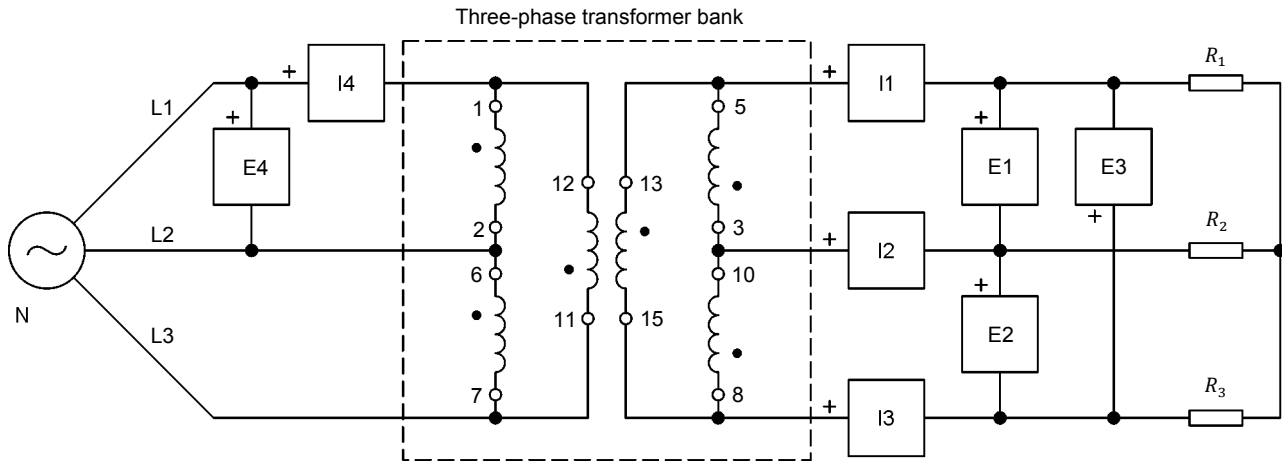 Three-phase transformer bank
L1
+
I4
+
E4
L2
L3
N
1
2
6
7
12
11
13
15
5
3
10
8
+
I1
+
I2
+
I3
+
E1
E3
+
+
E2
R₁
R₂
R₃